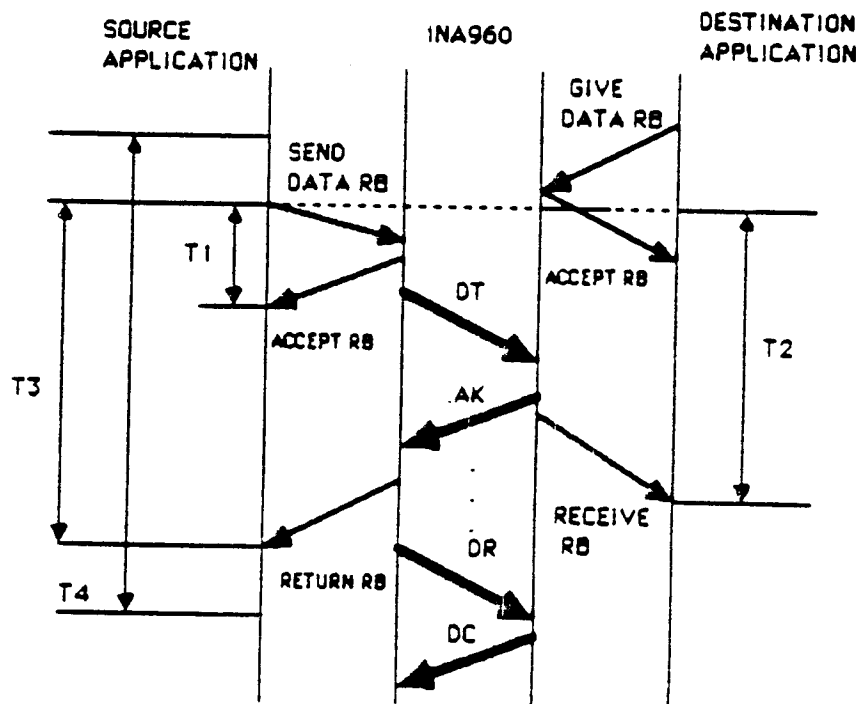 SOURCE
APPLICATION
iNA960
DESTINATION
APPLICATION
GIVE
DATA RB
SEND
DATA RB
T1
ACCEPT RB
DT
ACCEPT RB
T2
T3
AK
RECEIVE
RB
DR
RETURN RB
T4
DC